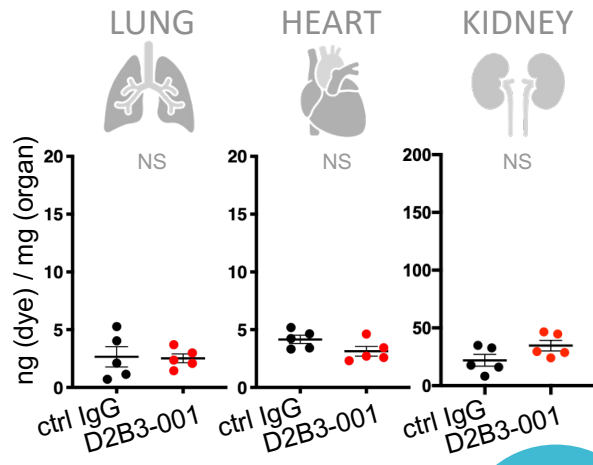 LUNG
HEART
KIDNEY
ng (dye) / mg (organ)
NS
20
15
10
5
0
ctrl IgG
D2B3-001
NS
20
15
10
5
0
ctrl IgG
D2B3-001
NS
200
150
100
50
0
ctrl IgG
D2B3-001